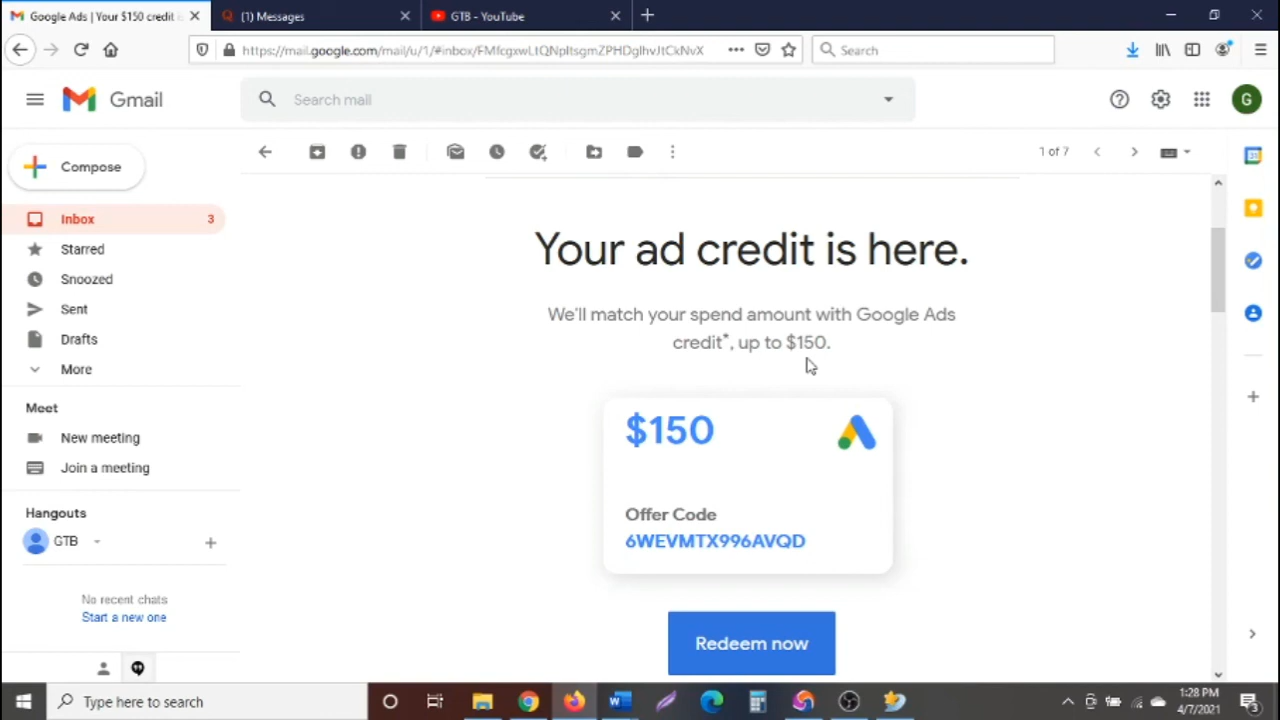 Google Ads | Your $150 credit is
(1) Messages
GTB - YouTube
https://mail.google.com/mail/u/1/#inbox/FMfcgxwLtQNpltsgmZPHDglhvJtCkNvX
Search
Gmail
Search mail
G
Compose
1 of 7
Inbox 3
Starred
Snoozed
Sent
Drafts
More
Meet
New meeting
Join a meeting
Hangouts
GTB
No recent chats
Start a new one
Your ad credit is here.
We'll match your spend amount with Google Ads
credit*, up to $150.
$150
Offer Code
6WEVMTX996AVQD
Redeem now
Type here to search
1:28 PM
4/7/2021
3